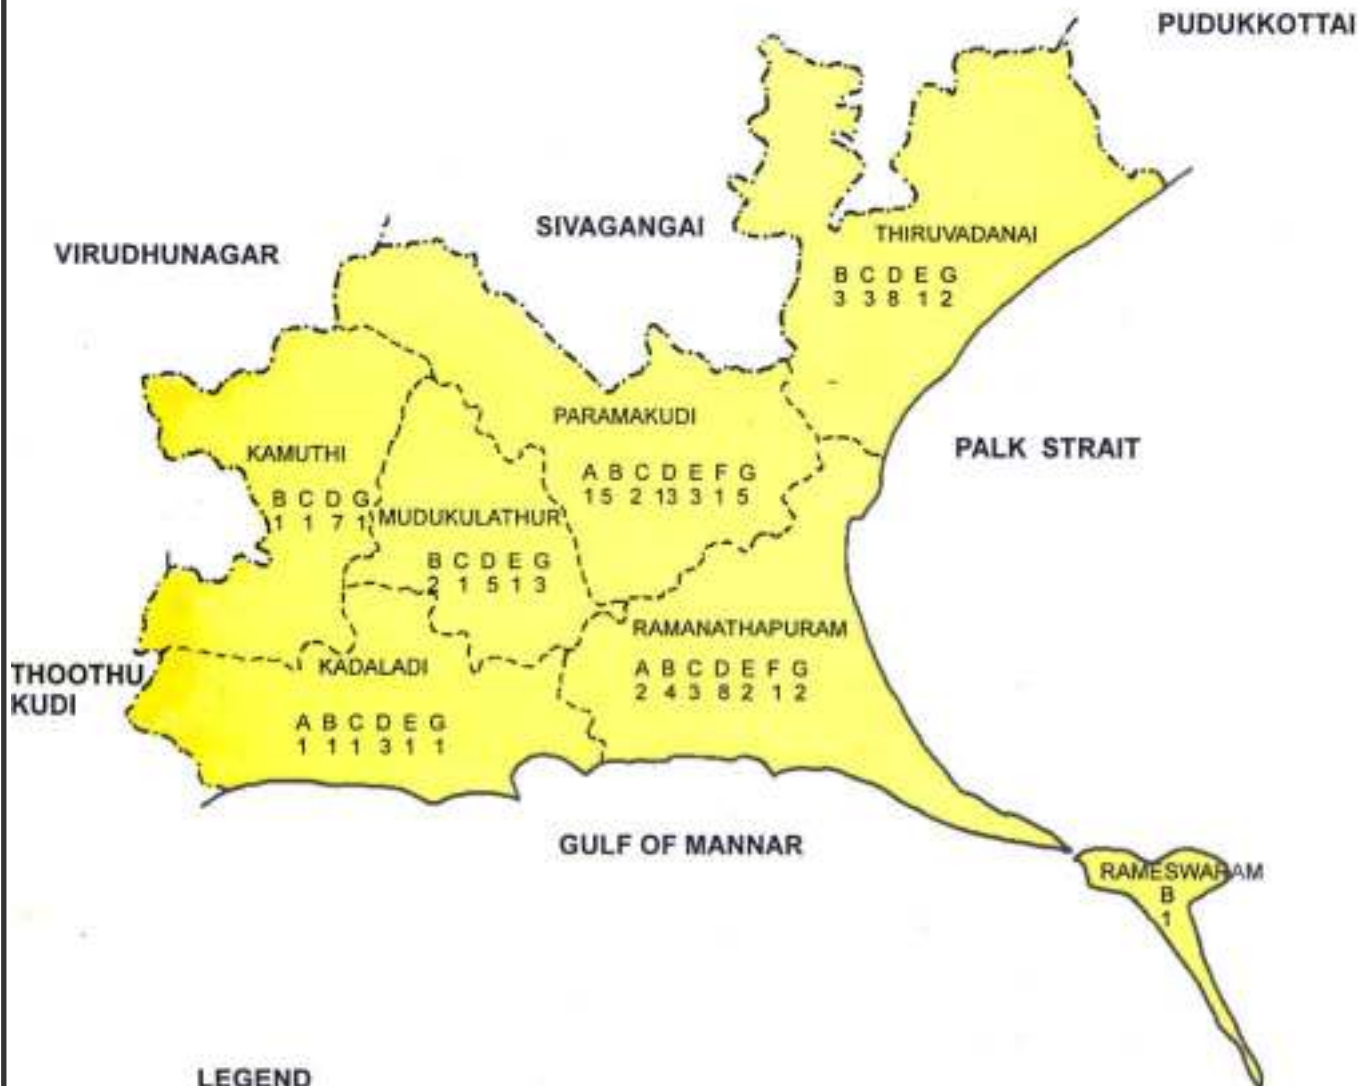 PUDUKKOTTAI
SIVAGANGAI
VIRUDHUNAGAR
THIRUVADANAI
B C D E G
3 3 8 1 2
PALK STRAIT
PARAMAKUDI
A B C D E F G
1 5 2 13 3 1 5
KAMUTHI
B C D G
1 1 7 1
MUDUKULATHUR
B C D E G
2 1 5 1 3
RAMANATHAPURAM
A B C D E F G
2 4 3 8 2 1 2
KADALADI
A B C D E G
1 1 1 3 1 1
THOOTHU
KUDI
GULF OF MANNAR
RAMESWARAM
B
1
LEGEND